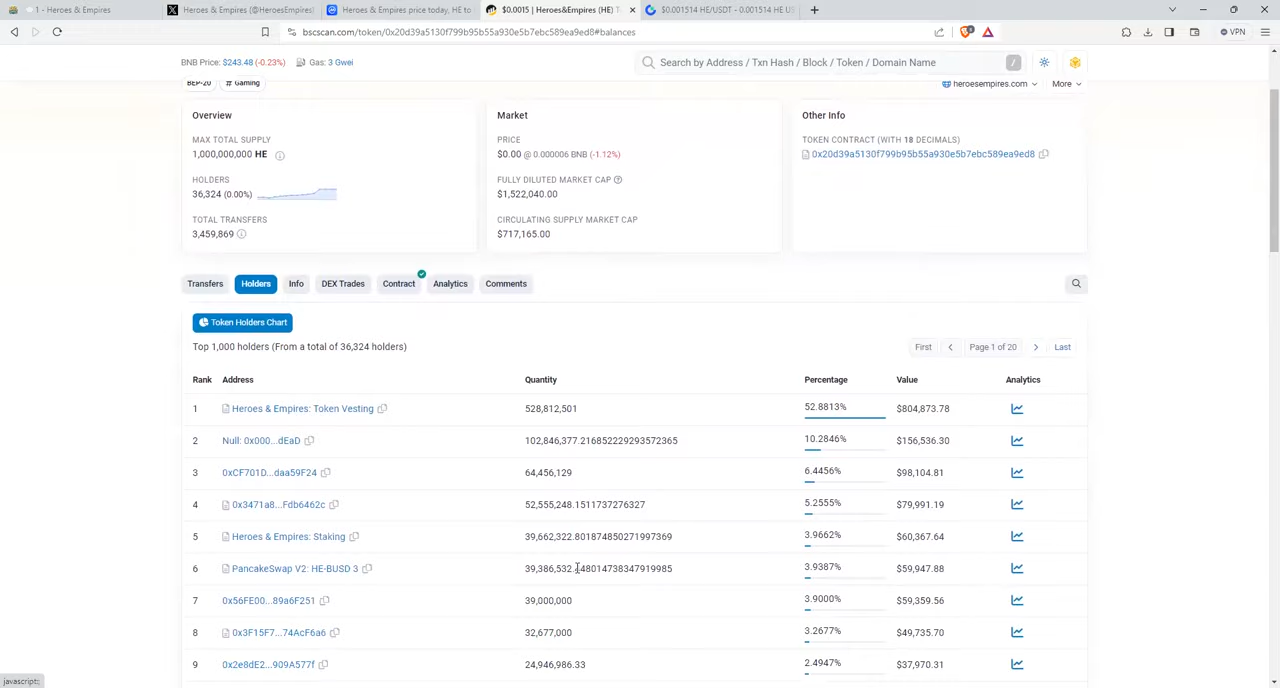 1 - Heroes & Empires
X Heroes & Empires (@HeroesEmpires)
Heroes & Empires price today, HE to
$0.0015 | Heroes&Empires (HE) T
$0.001514 HE/USDT - 0.001514 HE US
bscscan.com/token/0x20d39a5130f799b95b55a930e5b7ebc589ea9ed8#balances
VPN
BNB Price: $243.48 (-0.23%) Gas: 3 Gwei
Search by Address / Txn Hash / Block / Token / Domain Name /
BEP-20 # Gaming
heroesempires.com More
Overview
MAX TOTAL SUPPLY
1,000,000,000 HE
HOLDERS
36,324 (0.00%)
TOTAL TRANSFERS
3,459,869
Market
PRICE
$0.00 @ 0.000006 BNB (-1.12%)
FULLY DILUTED MARKET CAP
$1,522,040.00
CIRCULATING SUPPLY MARKET CAP
$717,165.00
Other Info
TOKEN CONTRACT (WITH 18 DECIMALS)
0x20d39a5130f799b95b55a930e5b7ebc589ea9ed8
Transfers Holders Info DEX Trades Contract Analytics Comments
Token Holders Chart
Top 1,000 holders (From a total of 36,324 holders)
First Page 1 of 20 Last
Rank Address Quantity Percentage Value Analytics
1 Heroes & Empires: Token Vesting 528,812,501 52.8813% $804,873.78
2 Null: 0x000...dEaD 102,846,377.216852229293572365 10.2846% $156,536.30
3 0xCF701D...daa59F24 64,456,129 6.4456% $98,104.81
4 0x3471a8...Fdb6462c 52,555,248.1511737276327 5.2555% $79,991.19
5 Heroes & Empires: Staking 39,662,322.801874850271997369 3.9662% $60,367.64
6 PancakeSwap V2: HE-BUSD 3 3.9387% $59,947.88
7 0x56FE00...89a6F251 39,000,000 3.9000% $59,359.56
8 0x3F15F7...74AcF6a6 32,677,000 3.2677% $49,735.70
9 0x2e8dE2...909A577f 24,946,986.33 2.4947% $37,970.31
javascript: